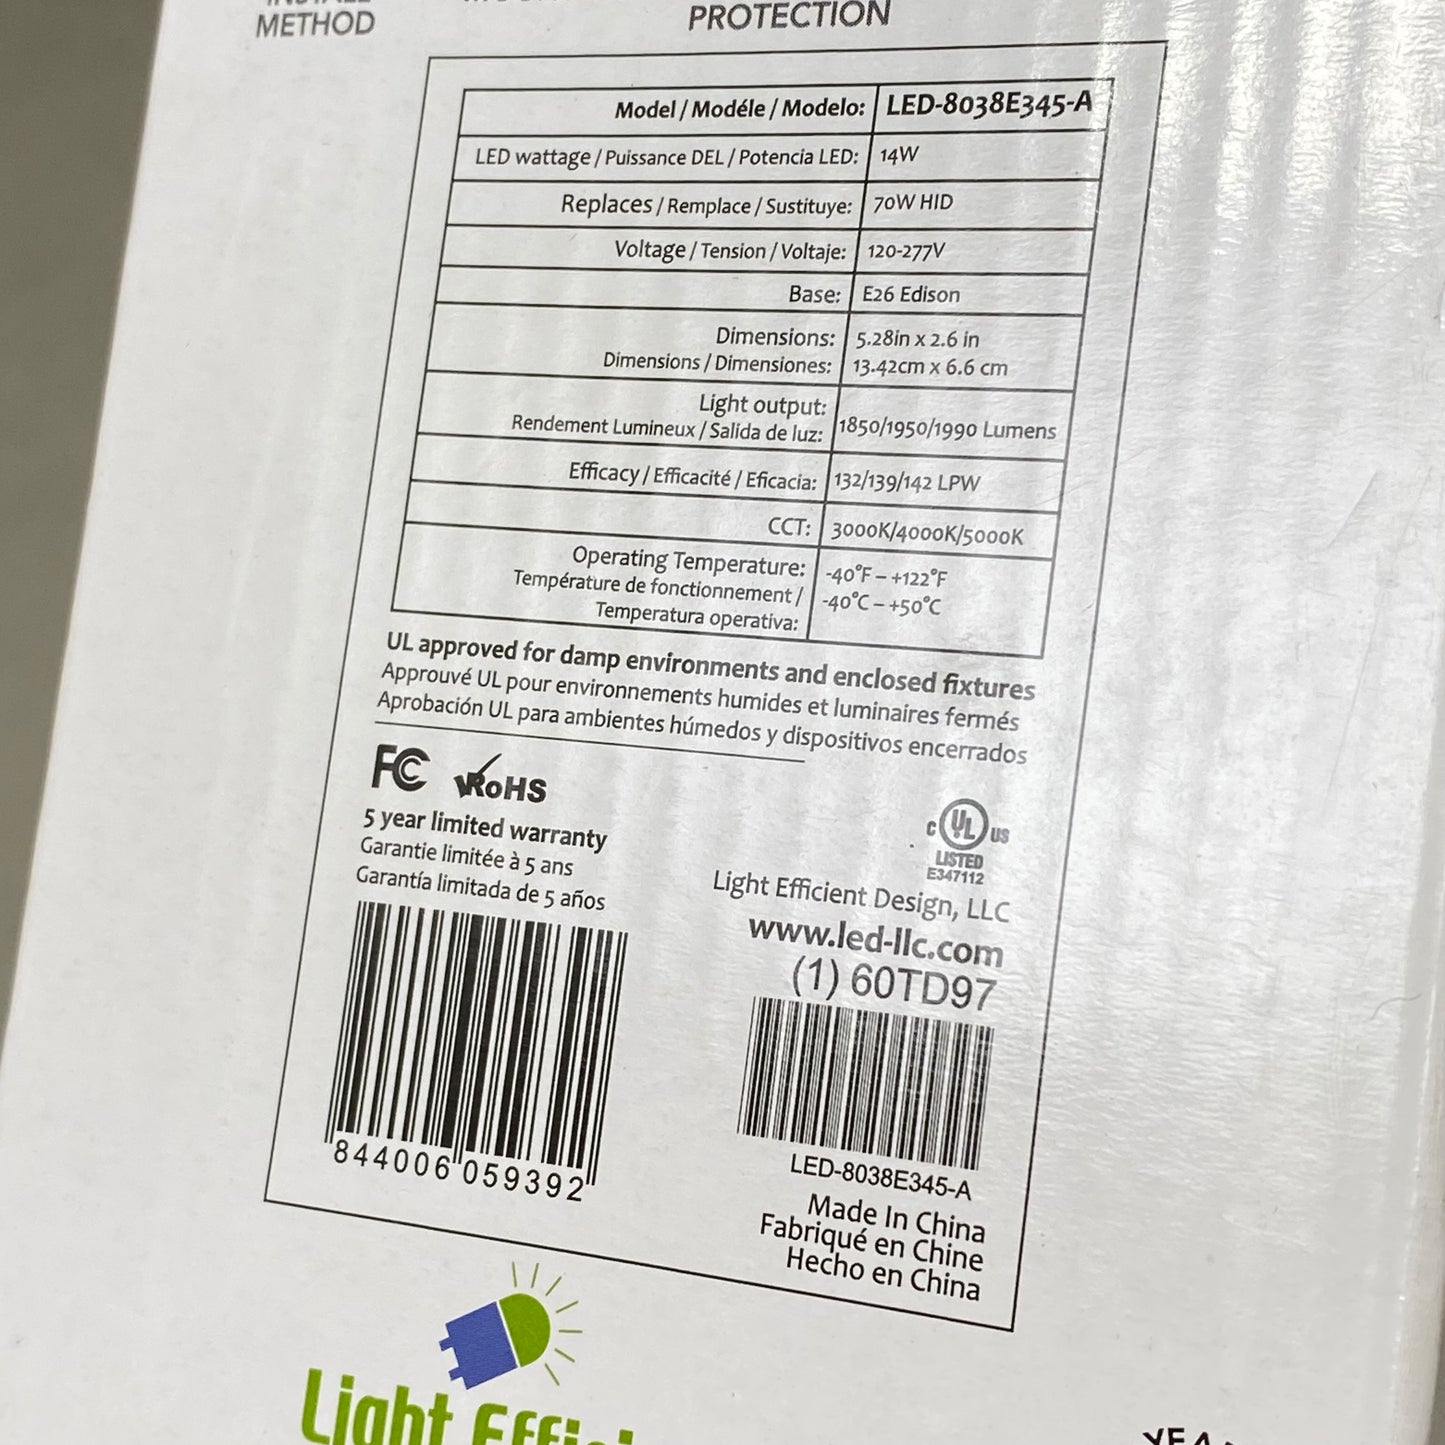 METHOD
PROTECTION
Model / Modéle / Modelo: LED-8038E345-A
LED wattage / Puissance DEL / Potencia LED: 14W
Replaces / Remplace / Sustituye: 70W HID
Voltage / Tension / Voltaje: 120-277V
Base: E26 Edison
Dimensions: 5.28in x 2.6 in
Dimensions / Dimensiones: 13.42cm x 6.6 cm
Light output:
Rendement Lumineux / Salida de luz: 1850/1950/1990 Lumens
Efficacy / Efficacité / Eficacia: 132/139/142 LPW
CCT: 3000K/4000K/5000K
Operating Temperature: -40°F – +122°F
Température de fonctionnement / -40°C – +50°C
Temperatura operativa:
UL approved for damp environments and enclosed fixtures
Approuvé UL pour environnements humides et luminaires fermés
Aprobación UL para ambientes húmedos y dispositivos encerrados
FC RoHS
5 year limited warranty
Garantie limitée à 5 ans
Garantía limitada de 5 años
844006 059392
c UL us
LISTED
E347112
Light Efficient Design, LLC
www.led-llc.com
(1) 60TD97
LED-8038E345-A
Made In China
Fabriqué en Chine
Hecho en China
Light